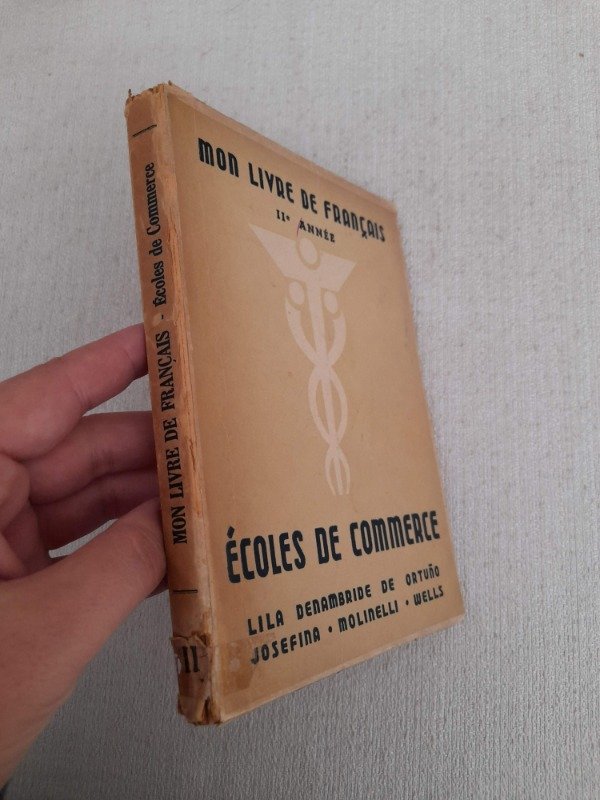 MON LIVRE DE FRANÇAIS
IIe ANNÉE
ÉCOLES DE COMMERCE
LILA DENAMBRIDE DE ORTUÑO
JOSEFINA • MOLINELLI • WELLS
MON LIVRE DE FRANÇAIS - Écoles de Commerce
II